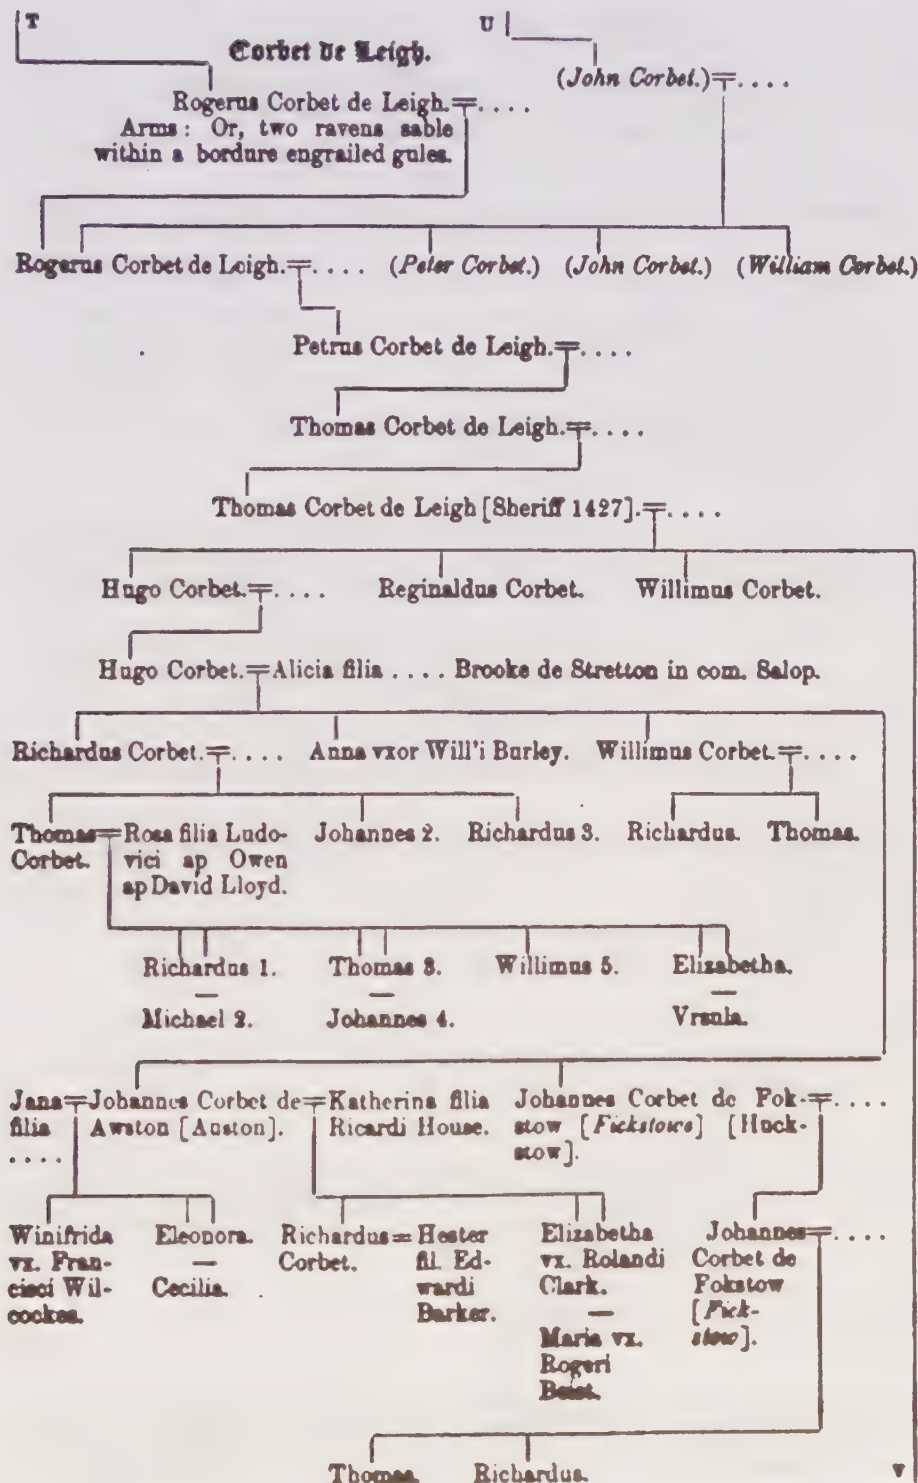 T
U
Corbet de Leigh.
(John Corbet.)=....
Rogerus Corbet de Leigh.=....
Arms: Or, two ravens sable
within a bordure engrailed gules.
Rogerus Corbet de Leigh.=....
(Peter Corbet.)
(John Corbet.)
(William Corbet.)
Petrus Corbet de Leigh.=....
Thomas Corbet de Leigh.=....
Thomas Corbet de Leigh [Sheriff 1427].=....
Hugo Corbet.=....
Reginaldus Corbet.
Willimus Corbet.
Hugo Corbet.=Alicia filia .... Brooke de Stretton in com. Salop.
Richardus Corbet.=....
Anna vxor Will'i Burley.
Willimus Corbet.=....
Thomas=
Corbet.
Rosa filia Ludo-
vici ap Owen
ap David Lloyd.
Johannes 2.
Richardus 3.
Richardus.
Thomas.
Richardus 1.
—
Michael 2.
Thomas 3.
—
Johannes 4.
Willimus 5.
Elizabetha.
—
Vrsula.
Jana=
filia
....
Johannes Corbet de=
Awston [Auston].
Katherina filia
Ricardi House.
Johannes Corbet de Fok-=....
stow [Fickstowe] [Huck-
stow].
Winifrida
vx. Fran-
cisci Wil-
cockes.
Eleonora.
—
Cecilia.
Richardus=
Corbet.
Hester
fil. Ed-
wardi
Barker.
Elizabetha
vx. Rolandi
Clark.
—
Maria vx.
Rogeri
Johannes=....
Corbet de
Fokstow
[Fick-
stow].
Thomas.
Richardus.
V